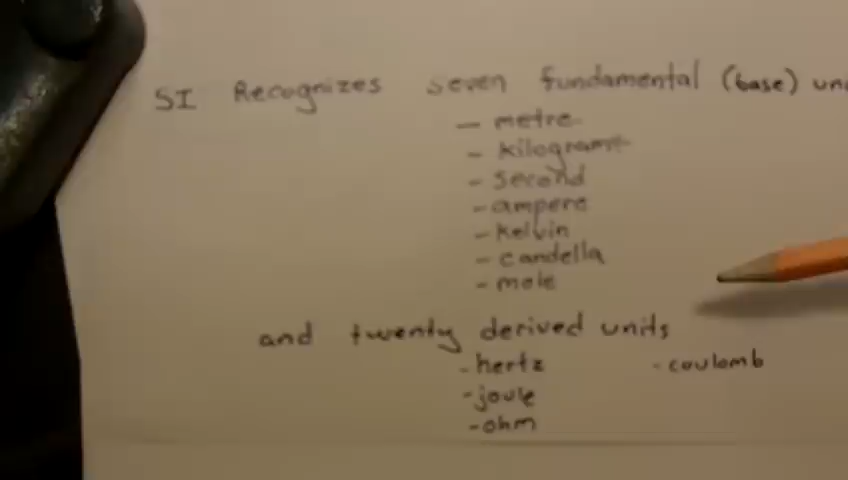 SI Recognizes seven fundamental (base) un
- metre
- kilogram
- second
- ampere
- kelvin
- candella
- mole
and twenty derived units
- hertz - coulomb
- joule
- ohm